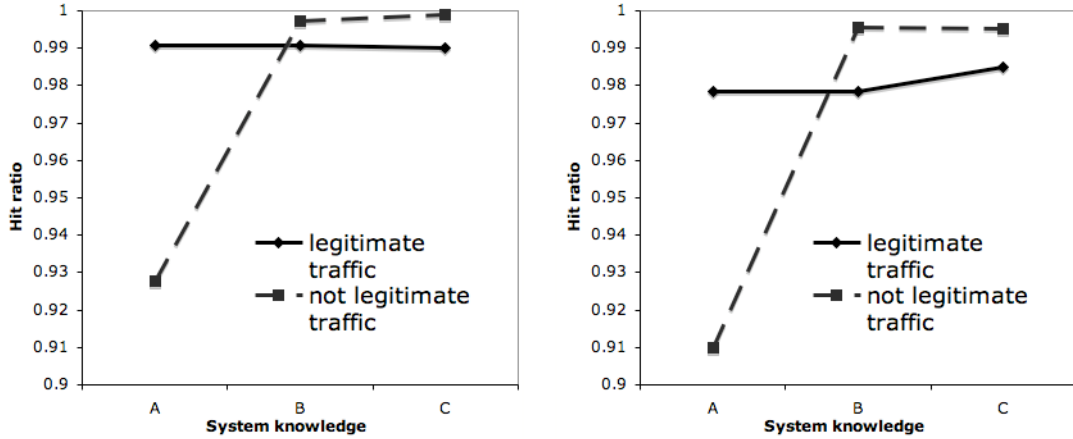 1
0.99
0.98
0.97
0.96
0.95
0.94
0.93
0.92
0.91
0.9
Hit ratio
A B C
System knowledge
legitimate
traffic
not legitimate
traffic
1
0.99
0.98
0.97
0.96
0.95
0.94
0.93
0.92
0.91
0.9
Hit ratio
A B C
System knowledge
legitimate
traffic
not legitimate
traffic